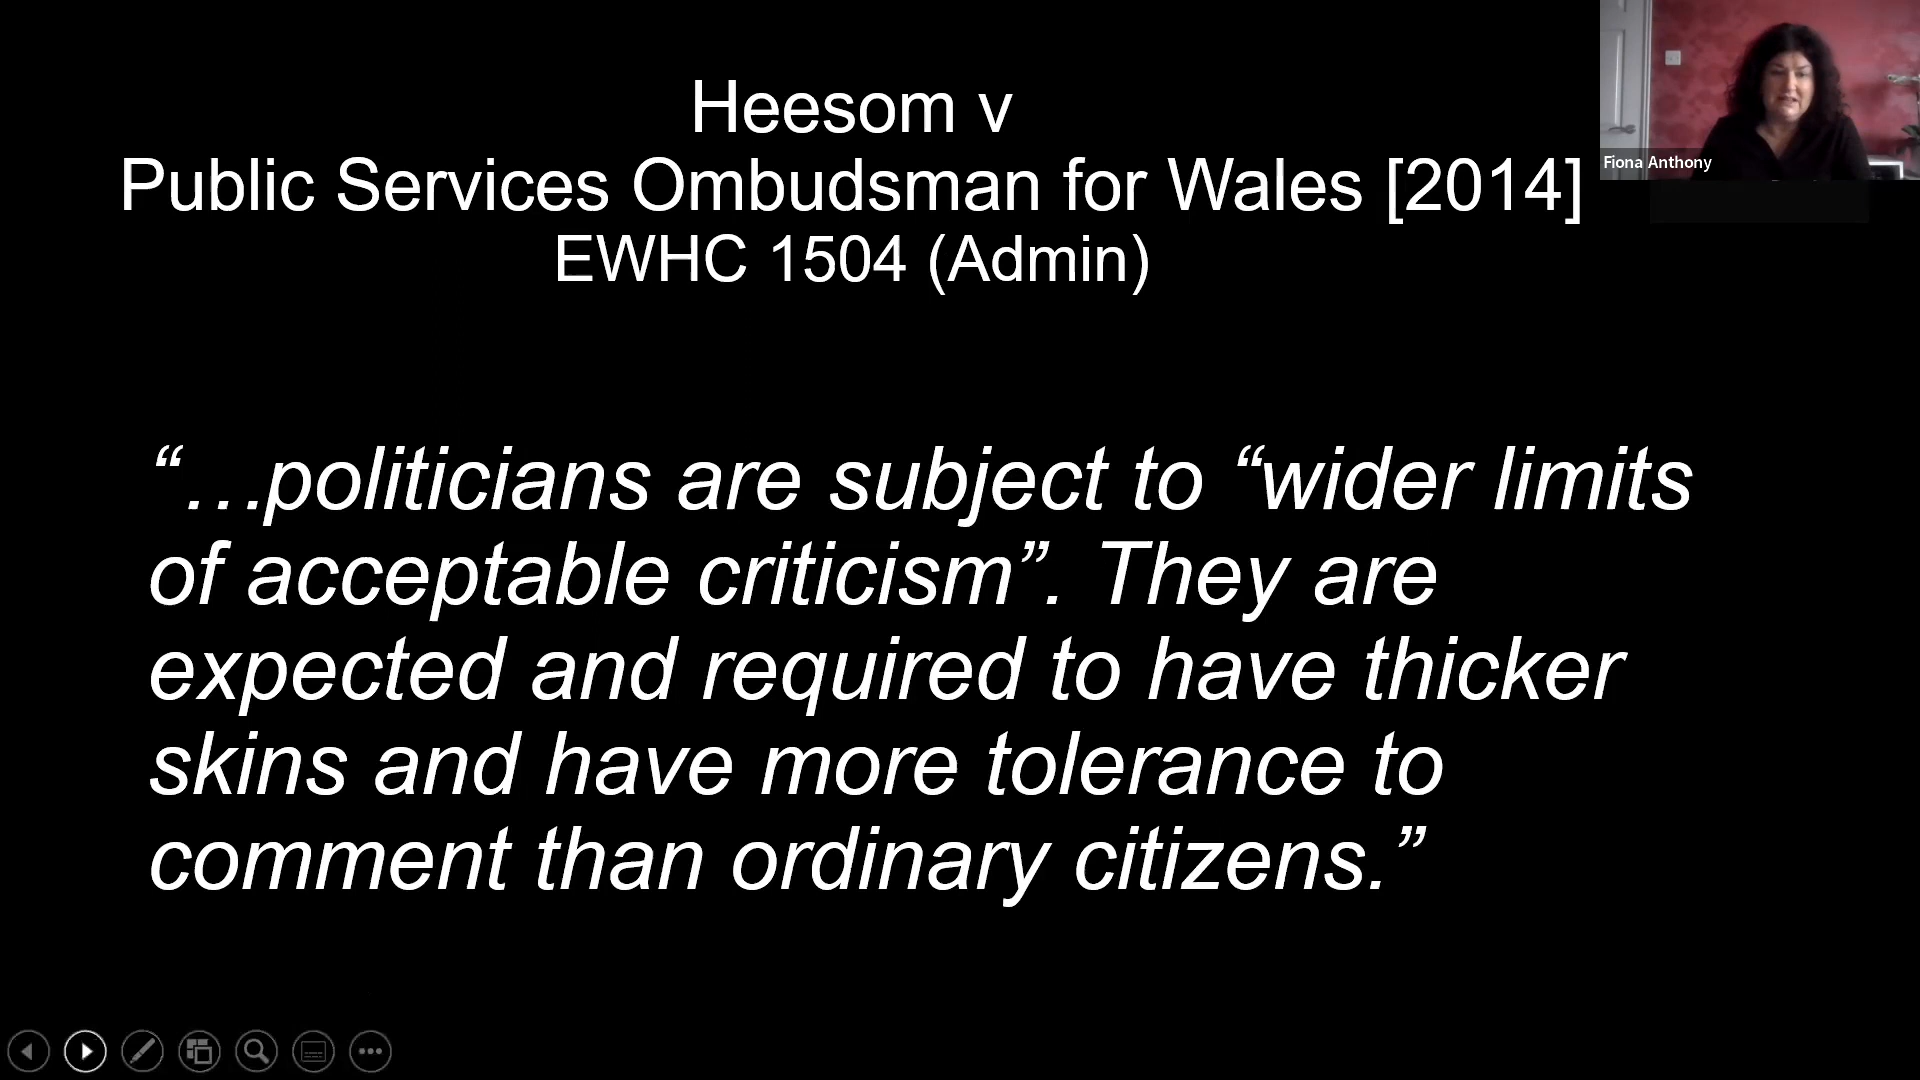 Heesom v
Public Services Ombudsman for Wales [2014]
EWHC 1504 (Admin)
Fiona Anthony
“…politicians are subject to “wider limits
of acceptable criticism”. They are
expected and required to have thicker
skins and have more tolerance to
comment than ordinary citizens.”